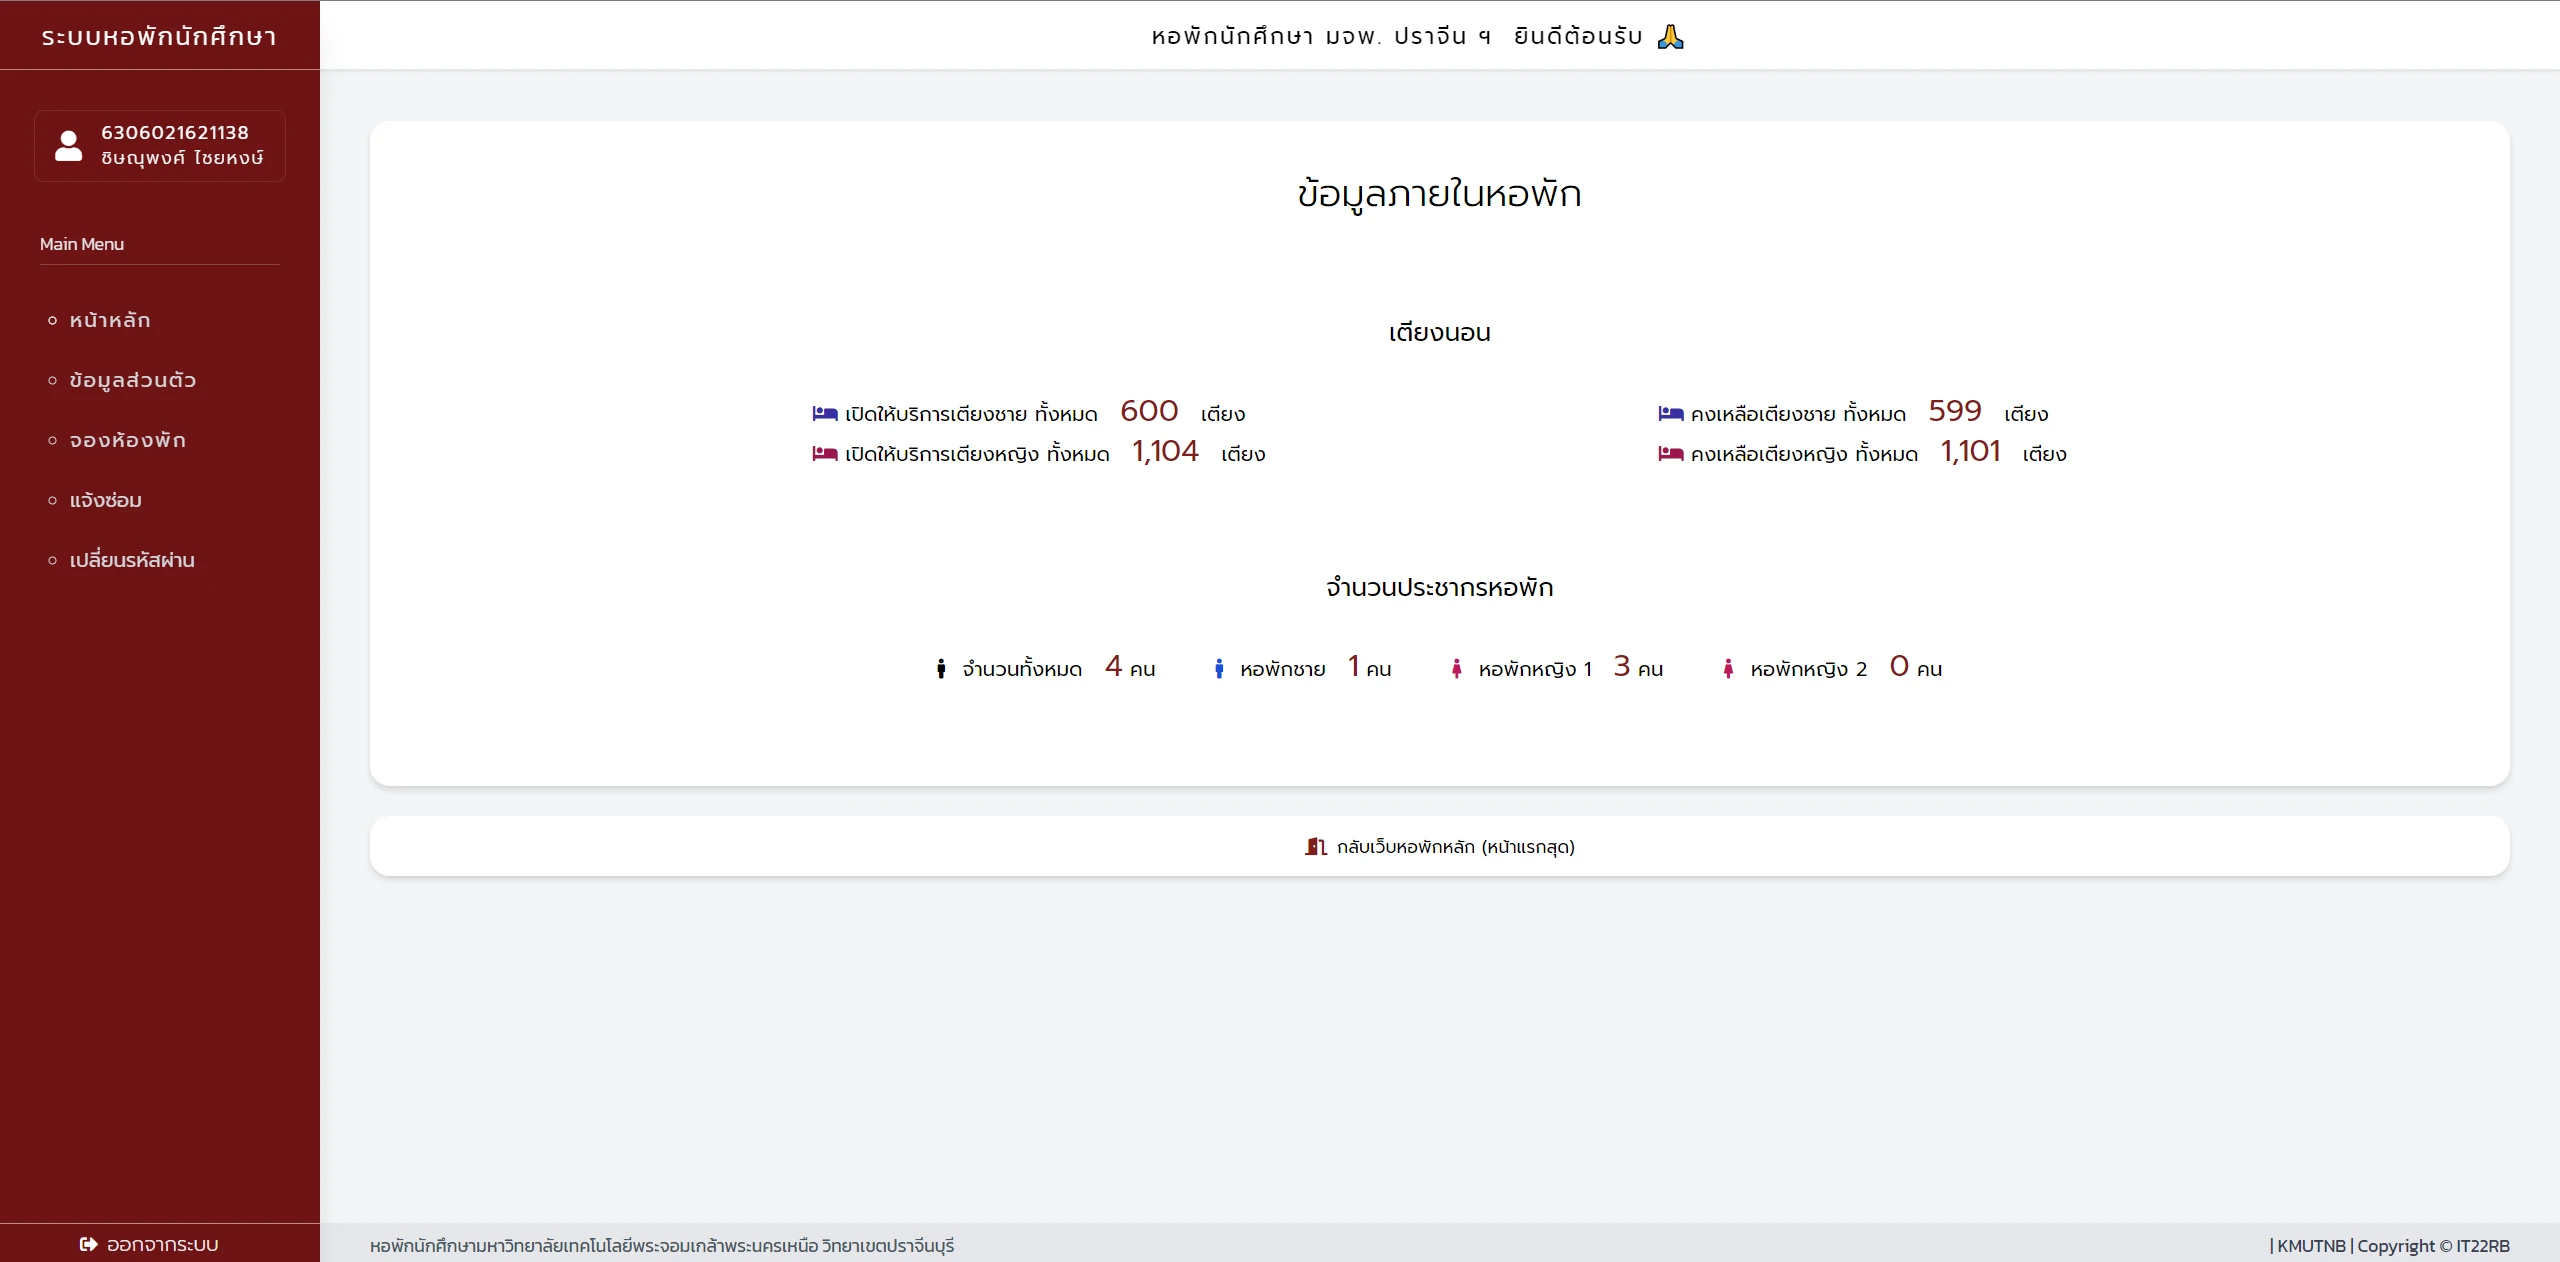 ระบบหอพักนักศึกษา
หอพักนักศึกษา มจพ. ปราจีน ฯ ยินดีต้อนรับ 🙏
6306021621138
ชิษณุพงศ์ ไชยหงษ์
Main Menu
หน้าหลัก
ข้อมูลส่วนตัว
จองห้องพัก
แจ้งซ่อม
เปลี่ยนรหัสผ่าน
ออกจากระบบ
ข้อมูลภายในหอพัก
เตียงนอน
เปิดให้บริการเตียงชาย ทั้งหมด 600 เตียง
เปิดให้บริการเตียงหญิง ทั้งหมด 1,104 เตียง
คงเหลือเตียงชาย ทั้งหมด 599 เตียง
คงเหลือเตียงหญิง ทั้งหมด 1,101 เตียง
จำนวนประชากรหอพัก
จำนวนทั้งหมด 4 คน หอพักชาย 1 คน หอพักหญิง 1 3 คน หอพักหญิง 2 0 คน
กลับเว็บหอพักหลัก (หน้าแรกสุด)
หอพักนักศึกษามหาวิทยาลัยเทคโนโลยีพระจอมเกล้าพระนครเหนือ วิทยาเขตปราจีนบุรี
| KMUTNB | Copyright © IT22RB